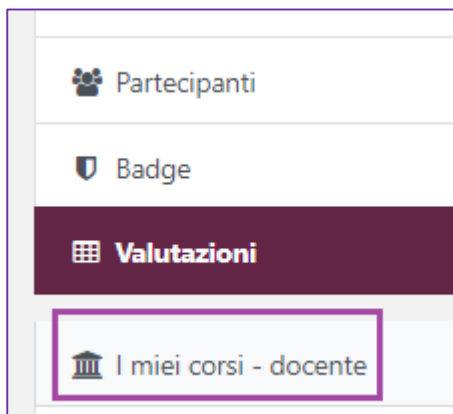 Partecipanti
Badge
Valutazioni
I miei corsi - docente